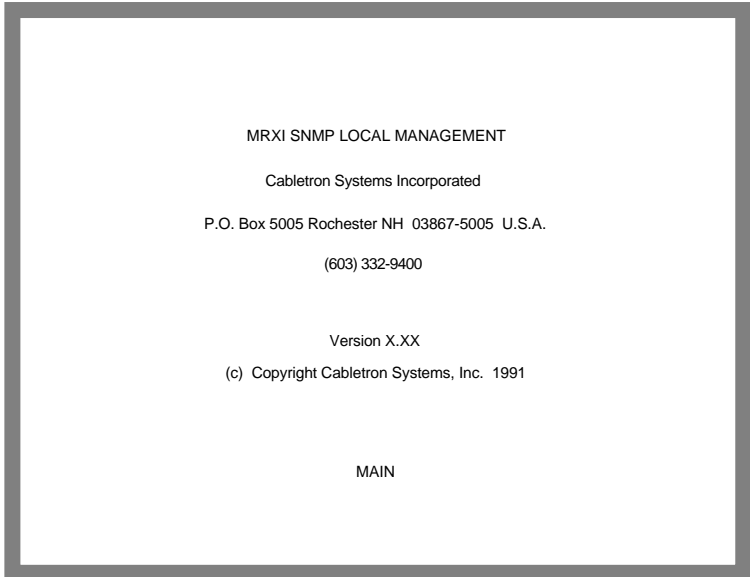 MRXI SNMP LOCAL MANAGEMENT
Cabletron Systems Incorporated
P.O. Box 5005 Rochester NH 03867-5005 U.S.A.
(603) 332-9400
Version X.XX
(c) Copyright Cabletron Systems, Inc. 1991
MAIN